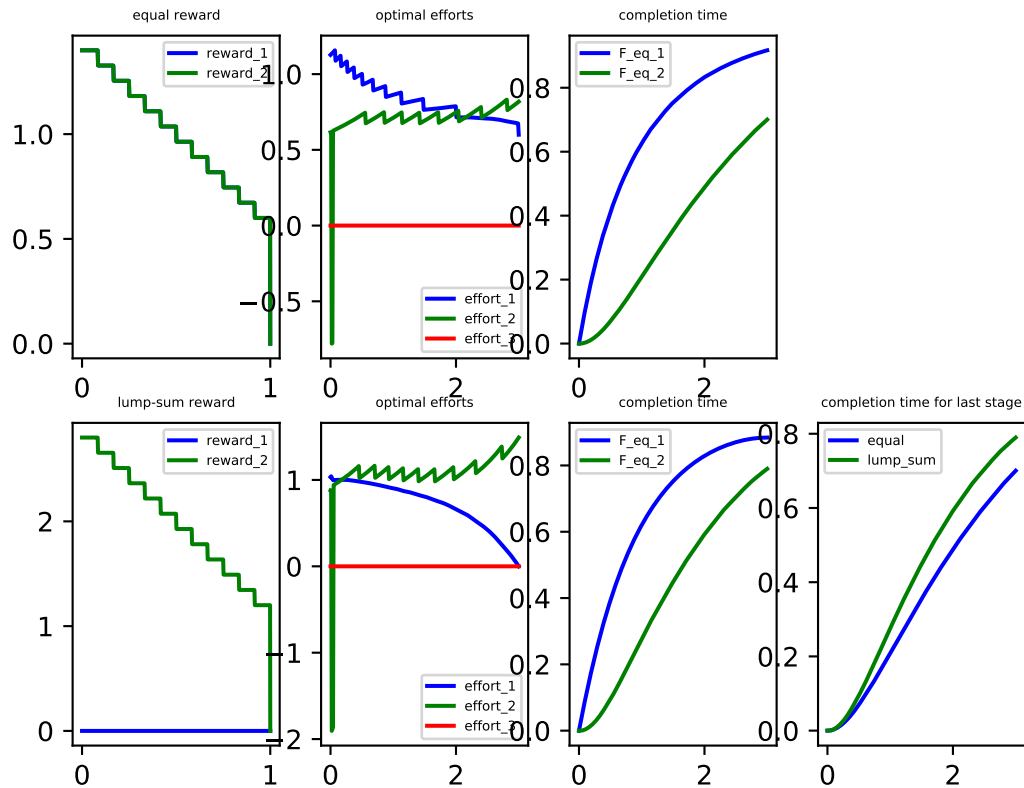 equal reward
optimal efforts
completion time
reward_1
reward_2
1.0
0.5
0.0
0
1
effort_1
effort_2
effort_3
1.0
0.5
0.0
−0.5
0
2
F_eq_1
F_eq_2
0.8
0.6
0.4
0.2
0.0
0
2
lump-sum reward
optimal efforts
completion time
completion time for last stage
reward_1
reward_2
2
1
0
0
1
effort_1
effort_2
effort_3
1
0
−1
−2
0
2
F_eq_1
F_eq_2
0.8
0.6
0.4
0.2
0.0
0
2
equal
lump_sum
0.8
0.6
0.4
0.2
0.0
0
2